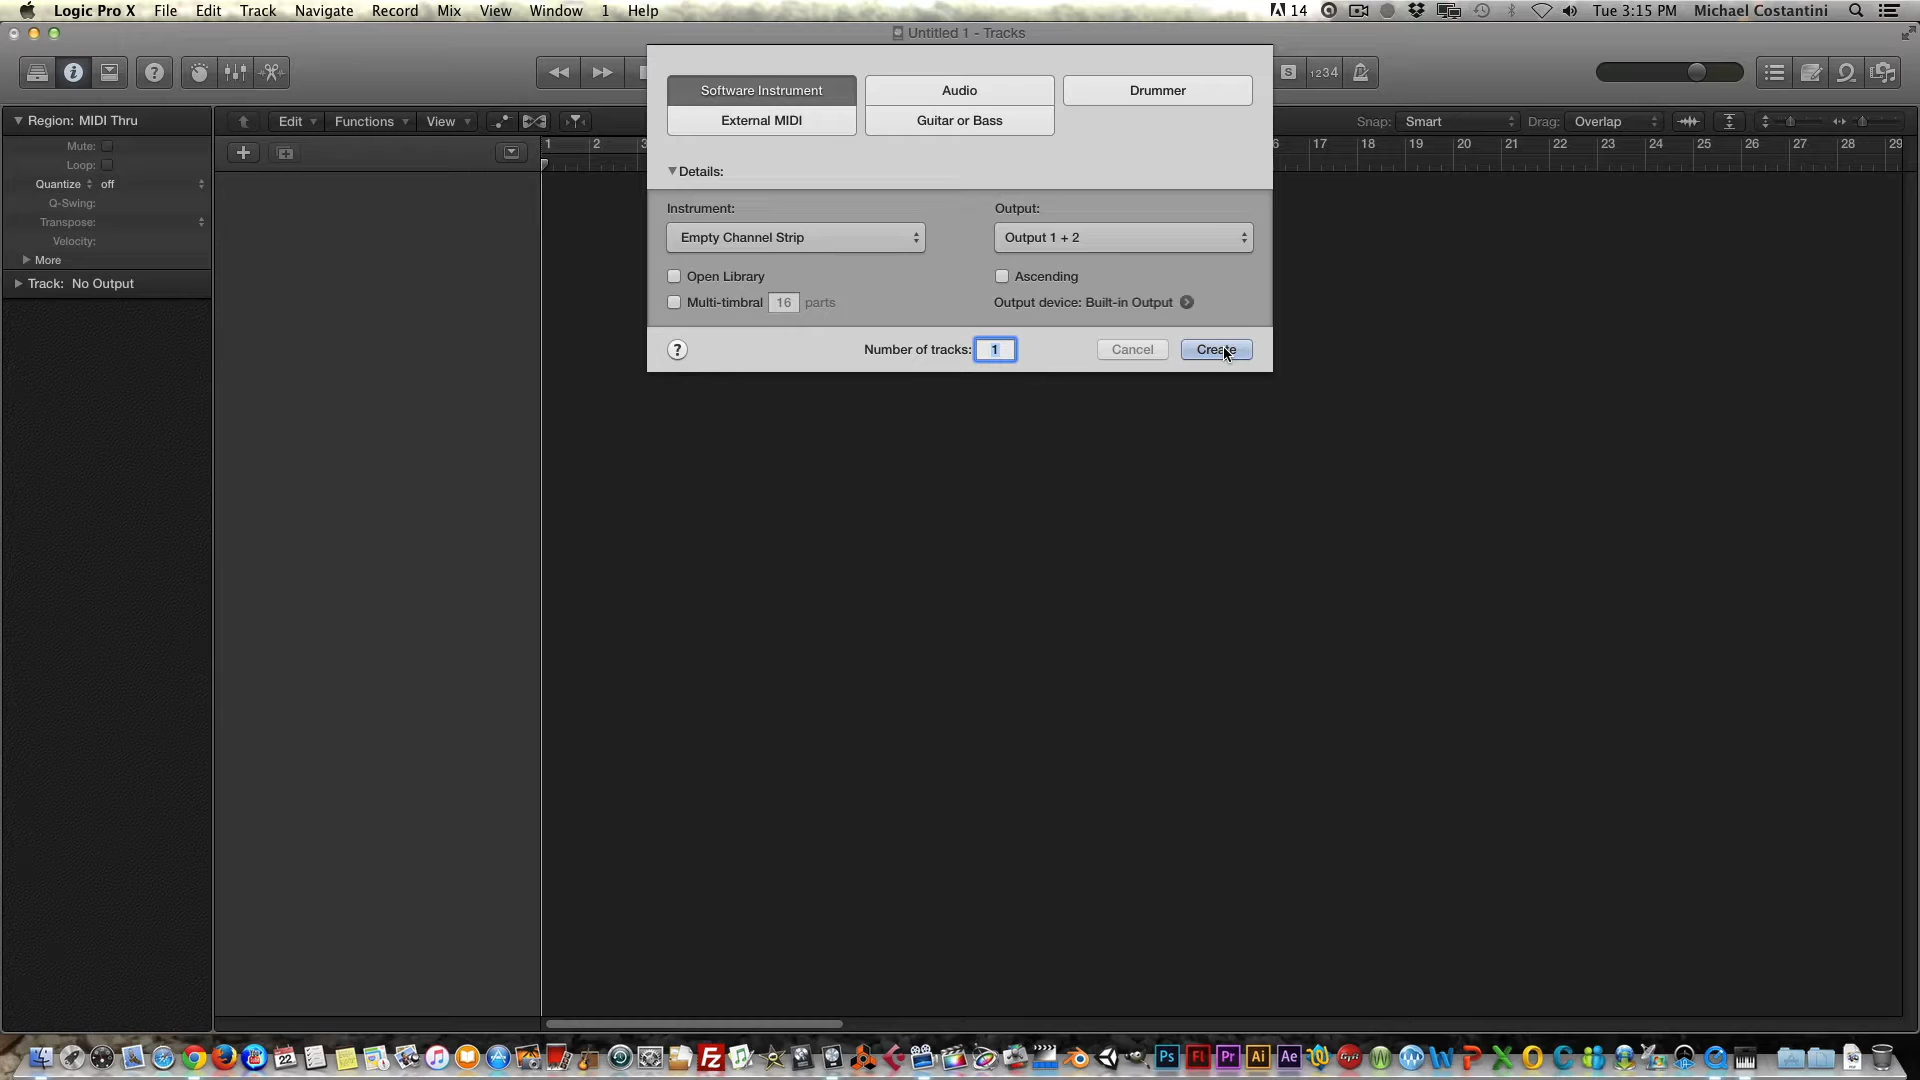 Logic Pro X File Edit Track Navigate Record Mix View Window 1 Help 14 Tue 3:15 PM Michael Costantini
Untitled 1 - Tracks
Software Instrument Audio Drummer
External MIDI Guitar or Bass
S 1234
Region: MIDI Thru
Edit Functions View
Snap: Smart Drag: Overlap
Mute:
Loop:
Quantize off
Q-Swing:
Transpose:
Velocity:
More
Track: No Output
1 2 3 6 17 18 19 20 21 22 23 24 25 26 27 28 29
Details:
Instrument: Output:
Empty Channel Strip Output 1 + 2
Open Library Ascending
Multi-timbral 16 parts Output device: Built-in Output
? Number of tracks: 1 Cancel Create
22 FZ Ps Fl Pr Ai Ae W W P X O C